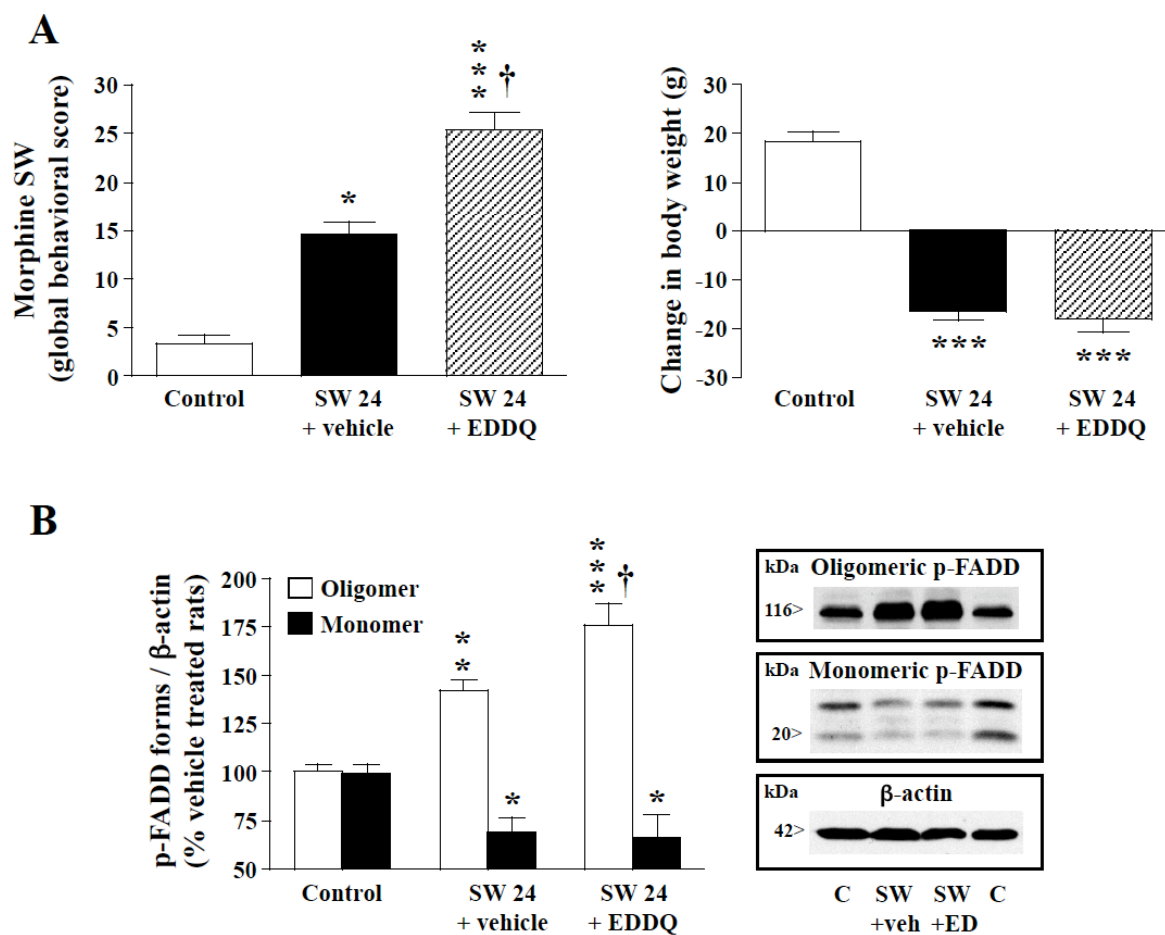 A
Morphine SW
(global behavioral score)
30
25
20
15
10
5
0
*
***
†
Control
SW 24
+ vehicle
SW 24
+ EDDQ
Change in body weight (g)
30
20
10
0
-10
-20
-30
***
***
Control
SW 24
+ vehicle
SW 24
+ EDDQ
B
p-FADD forms / β-actin
(% vehicle treated rats)
200
175
150
125
100
75
50
Oligomer
Monomer
**
*
***
†
*
Control
SW 24
+ vehicle
SW 24
+ EDDQ
kDa
Oligomeric p-FADD
116>
kDa
Monomeric p-FADD
20>
kDa
β-actin
42>
C SW SW C
+veh +ED